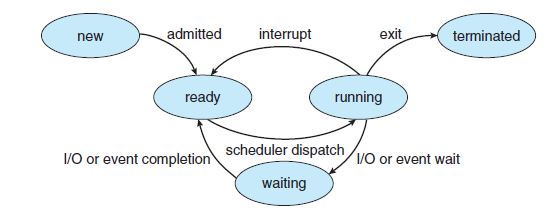 new
admitted
interrupt
exit
terminated
ready
running
scheduler dispatch
I/O or event completion
I/O or event wait
waiting